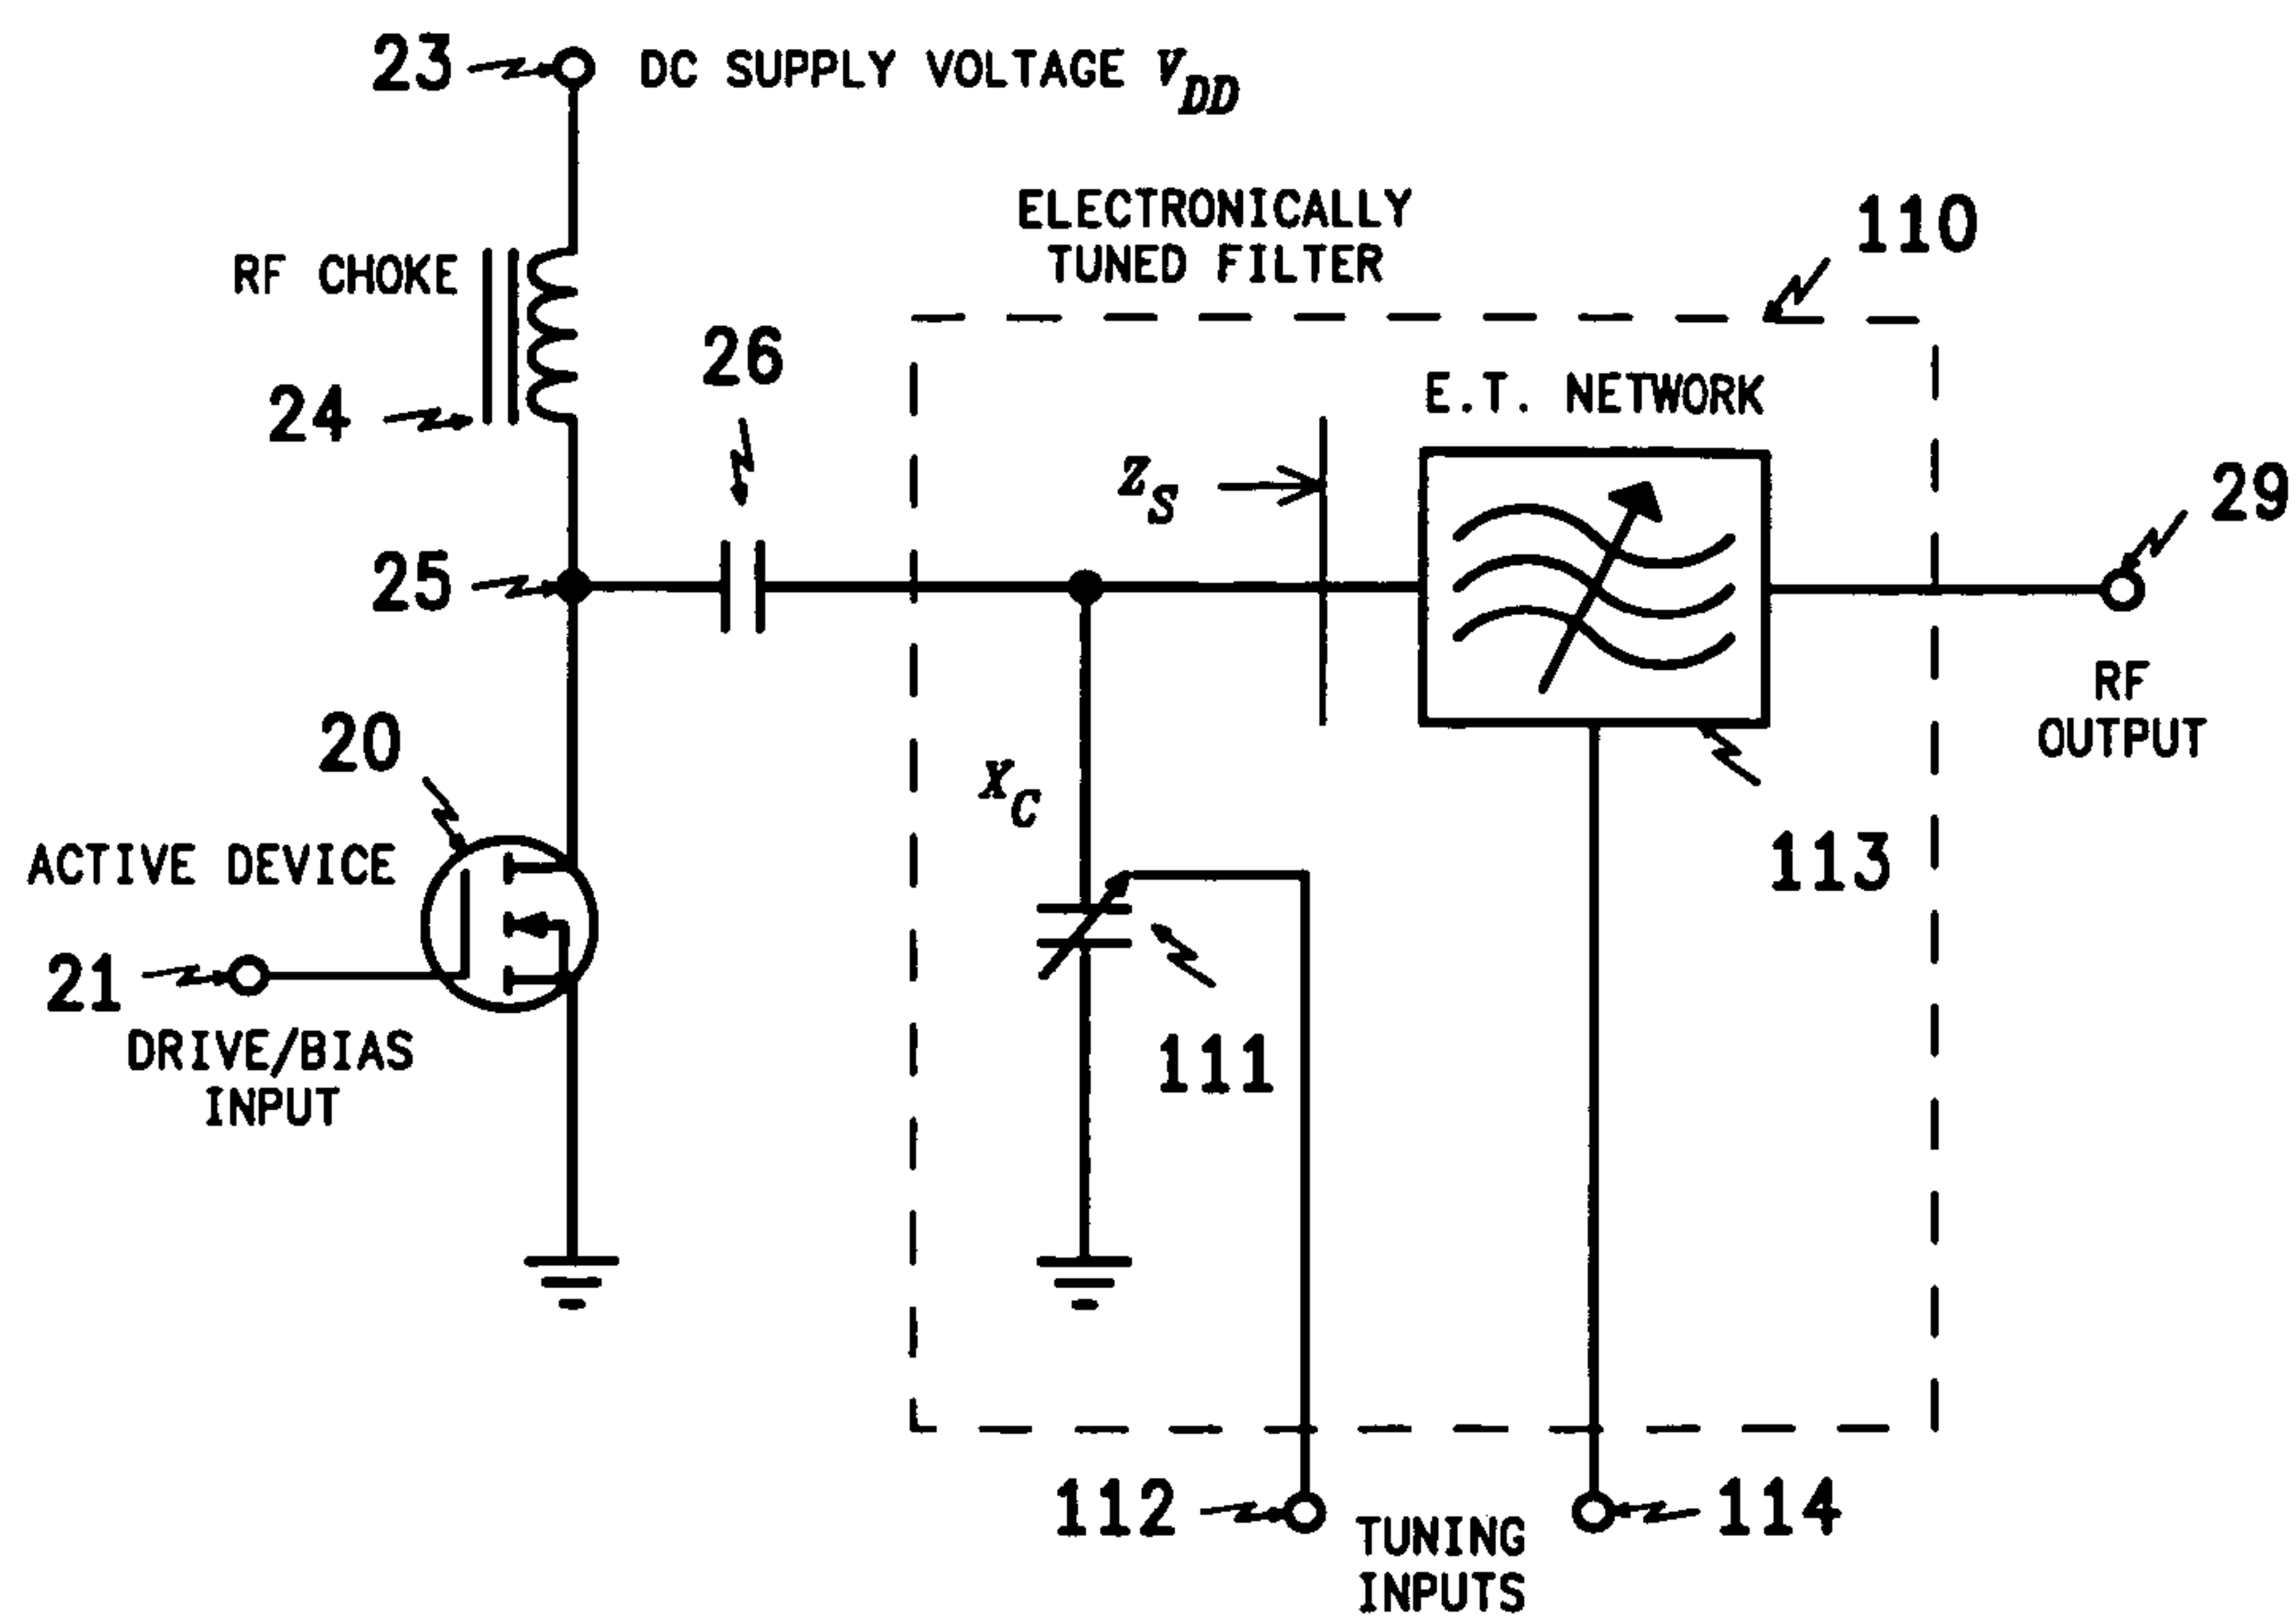 23
DC SUPPLY VOLTAGE V_DD
ELECTRONICALLY
TUNED FILTER
110
RF CHOKE
26
24
E.T. NETWORK
Z_S
29
25
RF
OUTPUT
20
X_C
ACTIVE DEVICE
113
21
DRIVE/BIAS
INPUT
111
112
TUNING
INPUTS
114